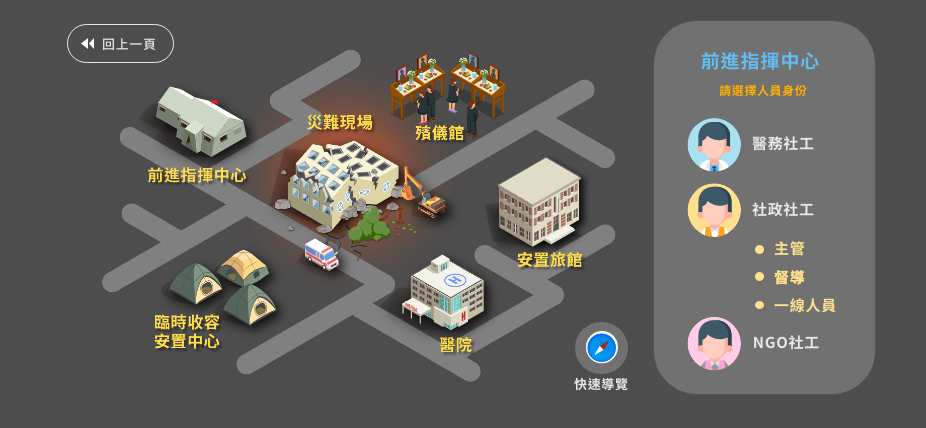 回上一頁
災難現場
殯儀館
前進指揮中心
安置旅館
臨時收容
安置中心
醫院
快速導覽
前進指揮中心
請選擇人員身份
醫務社工
社政社工
主管
督導
一線人員
NGO社工